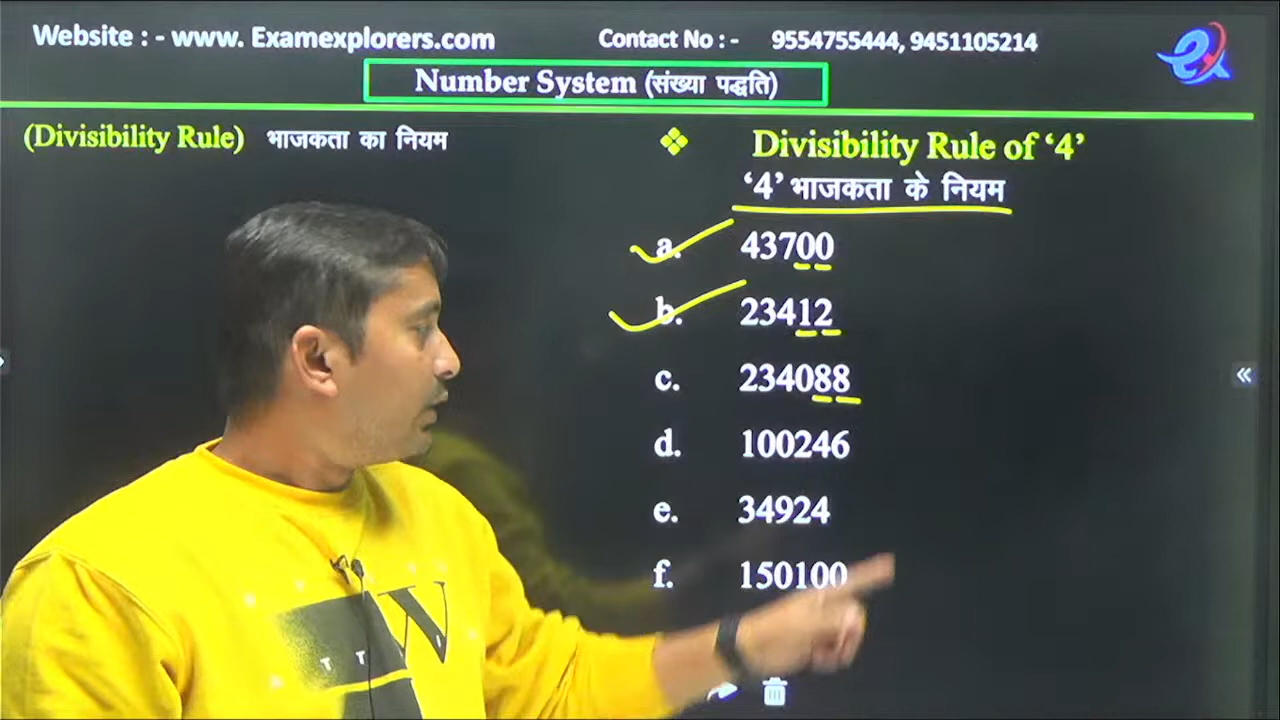 Website : - www. Examexplorers.com Contact No : - 9554755444, 9451105214
Number System (संख्या पद्धति)
(Divisibility Rule) भाजकता का नियम
❖ Divisibility Rule of ‘4’
‘4’ भाजकता के नियम
a. 43700
b. 23412
c. 234088
d. 100246
e. 34924
f. 150100
W
T T I